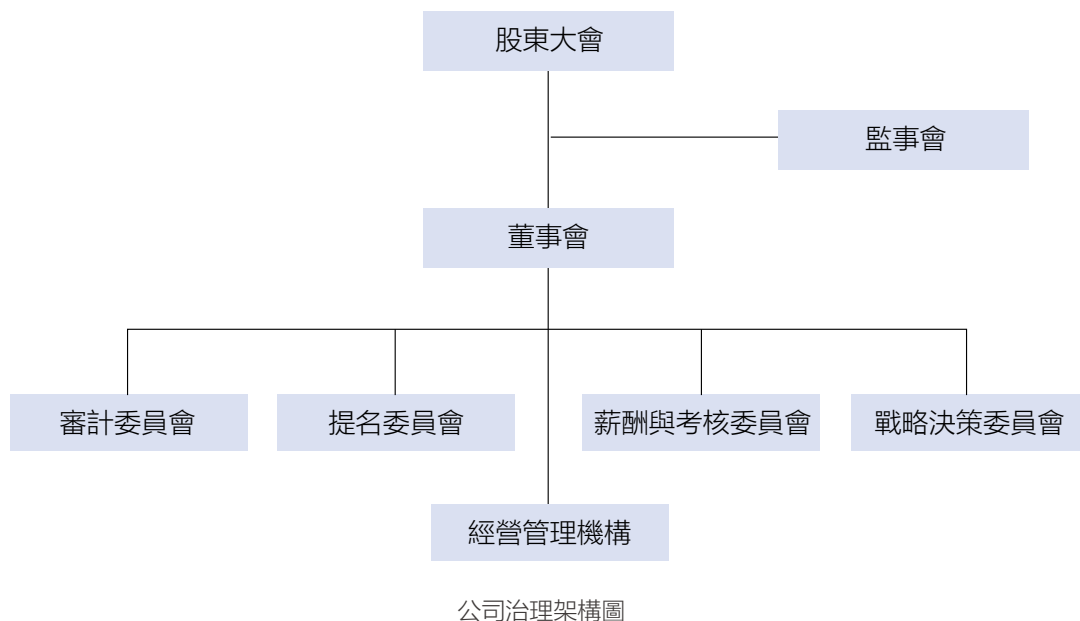 股東大會
監事會
董事會
審計委員會
提名委員會
薪酬與考核委員會
戰略決策委員會
經營管理機構
公司治理架構圖